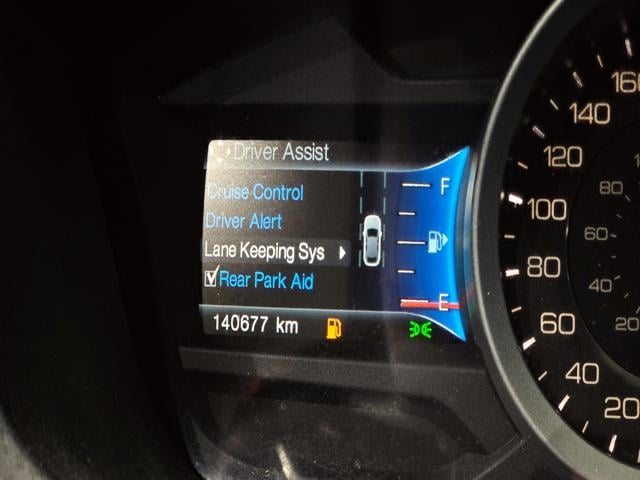 Driver Assist
Cruise Control
Driver Alert
Lane Keeping Sys
Rear Park Aid
140677 km
F
E
160
140
120
100
80
60
40
20
80
60
40
20